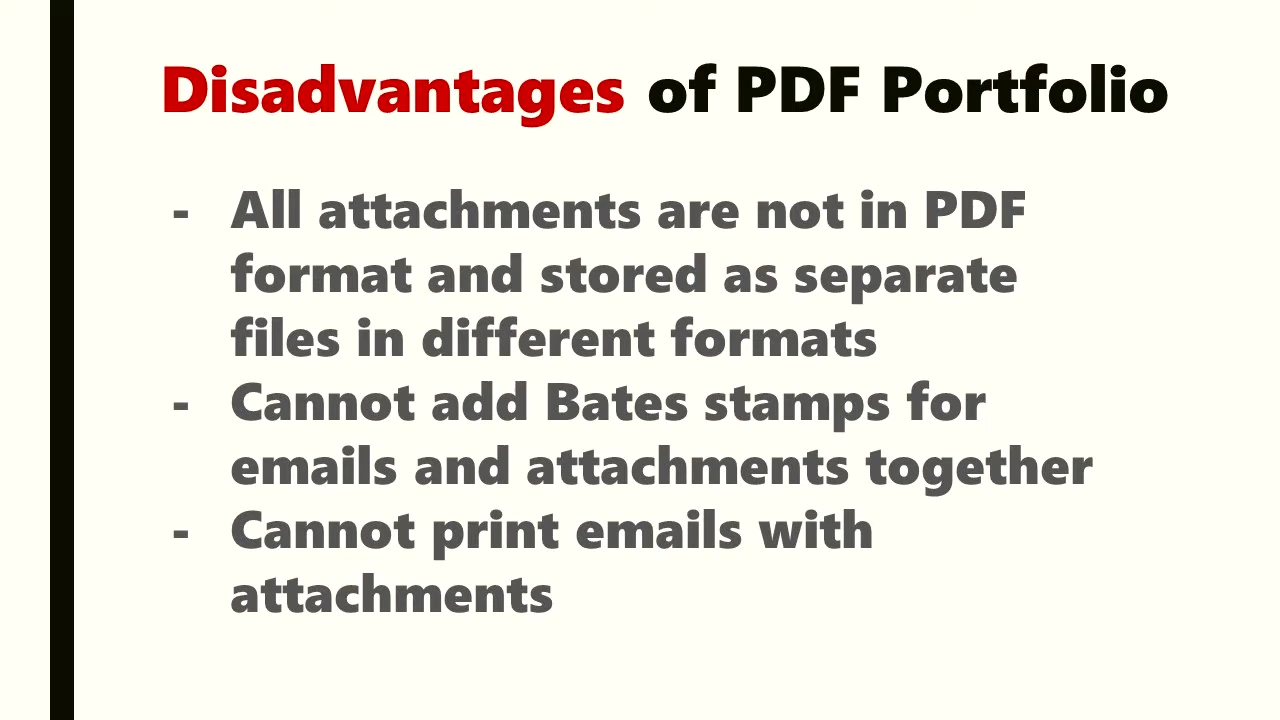 Disadvantages of PDF Portfolio
- All attachments are not in PDF
format and stored as separate
files in different formats
- Cannot add Bates stamps for
emails and attachments together
- Cannot print emails with
attachments